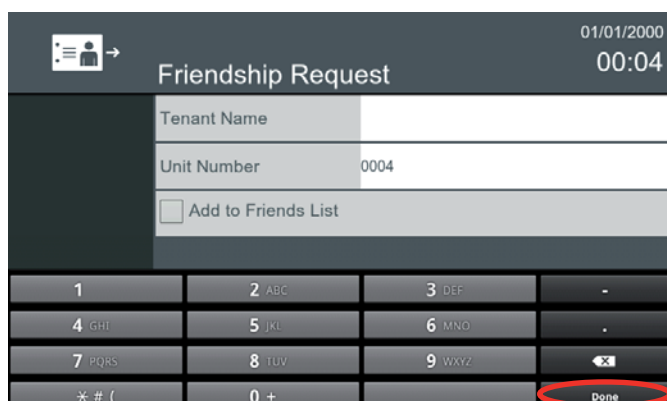 01/01/2000
00:04
Friendship Request
Tenant Name
Unit Number 0004
Add to Friends List
1 2 ABC 3 DEF -
4 GHI 5 JKL 6 MNO .
7 PQRS 8 TUV 9 WXYZ
* # ( 0 + Done